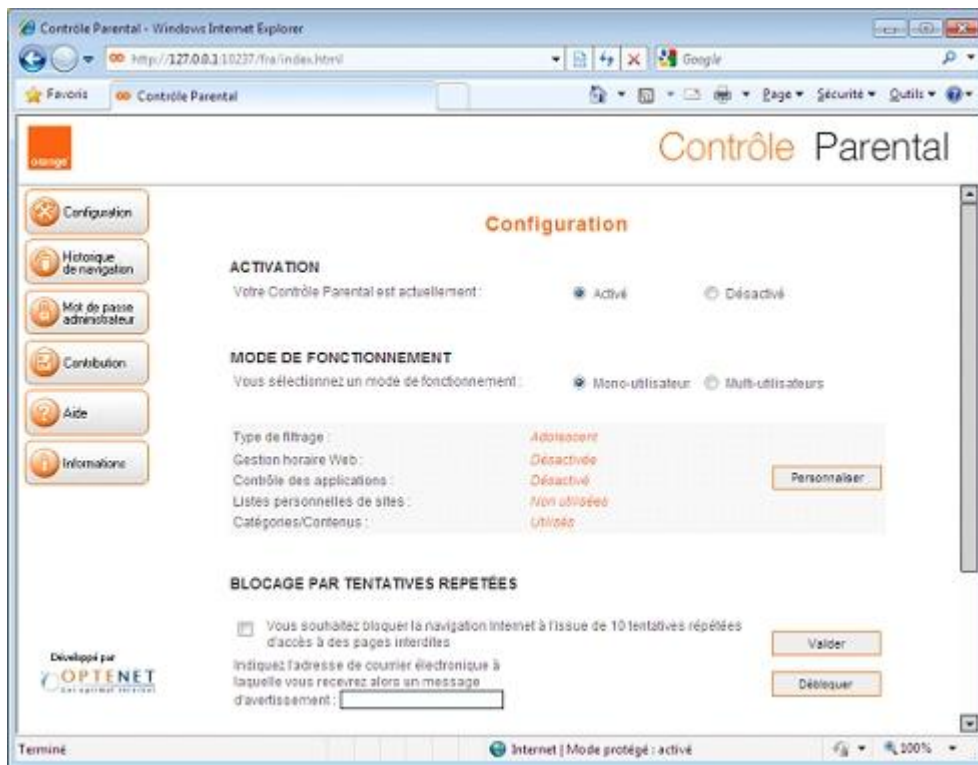 Contrôle Parental - Windows Internet Explorer
http://127.0.0.1:10237/fra/index.html
Google
Favoris
Contrôle Parental
Page
Sécurité
Outils
orange
Contrôle Parental
Configuration
Historique
de navigation
Mot de passe
administrateur
Contribution
Aide
Informations
Configuration
ACTIVATION
Votre Contrôle Parental est actuellement :
Activé
Désactivé
MODE DE FONCTIONNEMENT
Vous sélectionnez un mode de fonctionnement :
Mono-utilisateur
Multi-utilisateurs
Type de filtrage :
Adolescent
Gestion horaire Web :
Désactivée
Contrôle des applications :
Désactivé
Listes personnelles de sites :
Non utilisées
Catégories/Contenus :
Utilisés
Personnaliser
BLOCAGE PAR TENTATIVES REPETÉES
Vous souhaitez bloquer la navigation Internet à l'issue de 10 tentatives répétées
d'accès à des pages interdites
Valider
Indiquez l'adresse de courrier électronique à
laquelle vous recevrez alors un message
d'avertissement :
Débloquer
Développé par
OPTENET
Terminé
Internet | Mode protégé : activé
100%